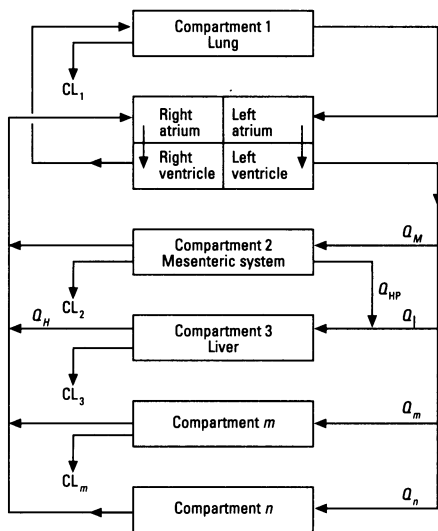 Compartment 1
Lung
CL1
Right
atrium
Left
atrium
Right
ventricle
Left
ventricle
Compartment 2
Mesenteric system
QM
CL2
QHP
QH
Compartment 3
Liver
Ql
CL3
Compartment m
Qm
CLm
Compartment n
Qn